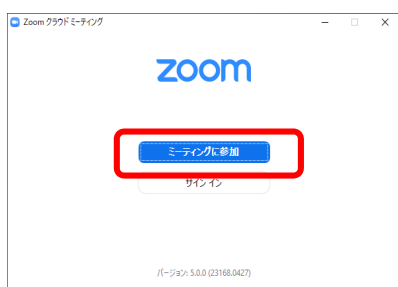 Zoom クラウド ミーティング
zoom
ミーティングに参加
サイン イン
バージョン: 5.0.0 (23168.0427)